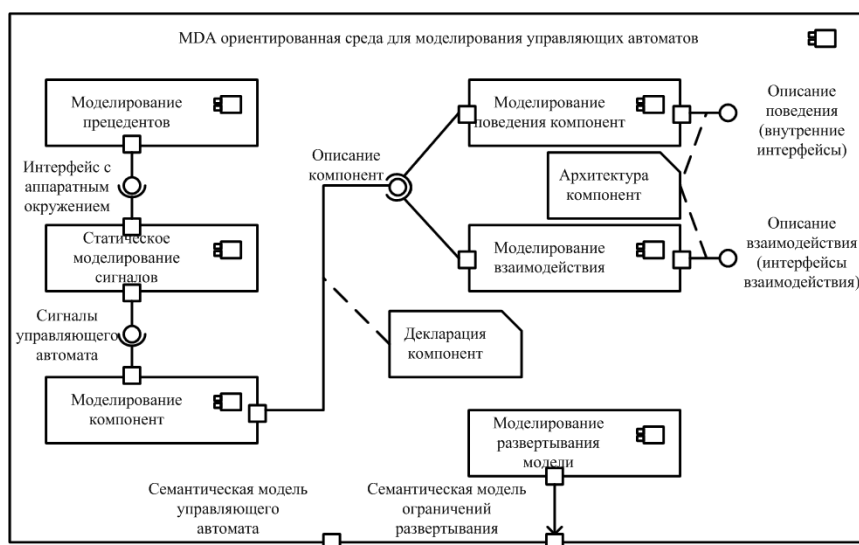 MDA ориентированная среда для моделирования управляющих автоматов
Моделирование
прецедентов
Интерфейс с
аппаратным
окружением
Статическое
моделирование
сигналов
Сигналы
управляющего
автомата
Моделирование
компонент
Описание
компонент
Моделирование
поведения компонент
Описание
поведения
(внутренние
интерфейсы)
Архитектура
компонент
Моделирование
взаимодействия
Описание
взаимодействия
(интерфейсы
взаимодействия)
Декларация
компонент
Моделирование
развертывания
модели
Семантическая модель
управляющего
автомата
Семантическая модель
ограничений
развертывания